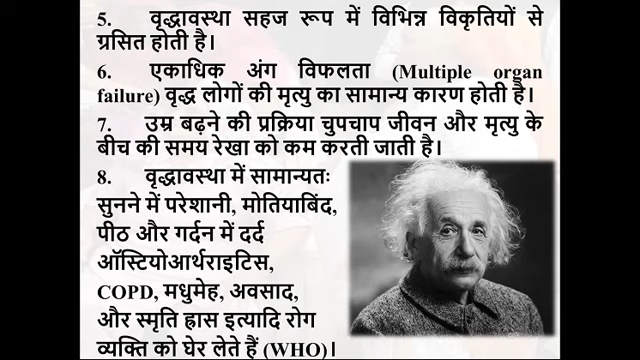 5. वृद्धावस्था सहज रूप में विभिन्न विकृतियों से
ग्रसित होती है।
6. एकाधिक अंग विफलता (Multiple organ
failure) वृद्ध लोगों की मृत्यु का सामान्य कारण होती है।
7. उम्र बढ़ने की प्रक्रिया चुपचाप जीवन और मृत्यु के
बीच की समय रेखा को कम करती जाती है।
8. वृद्धावस्था में सामान्यतः
सुनने में परेशानी, मोतियाबिंद,
पीठ और गर्दन में दर्द
ऑस्टियोआर्थराइटिस,
COPD, मधुमेह, अवसाद,
और स्मृति ह्रास इत्यादि रोग
व्यक्ति को घेर लेते हैं (WHO)।